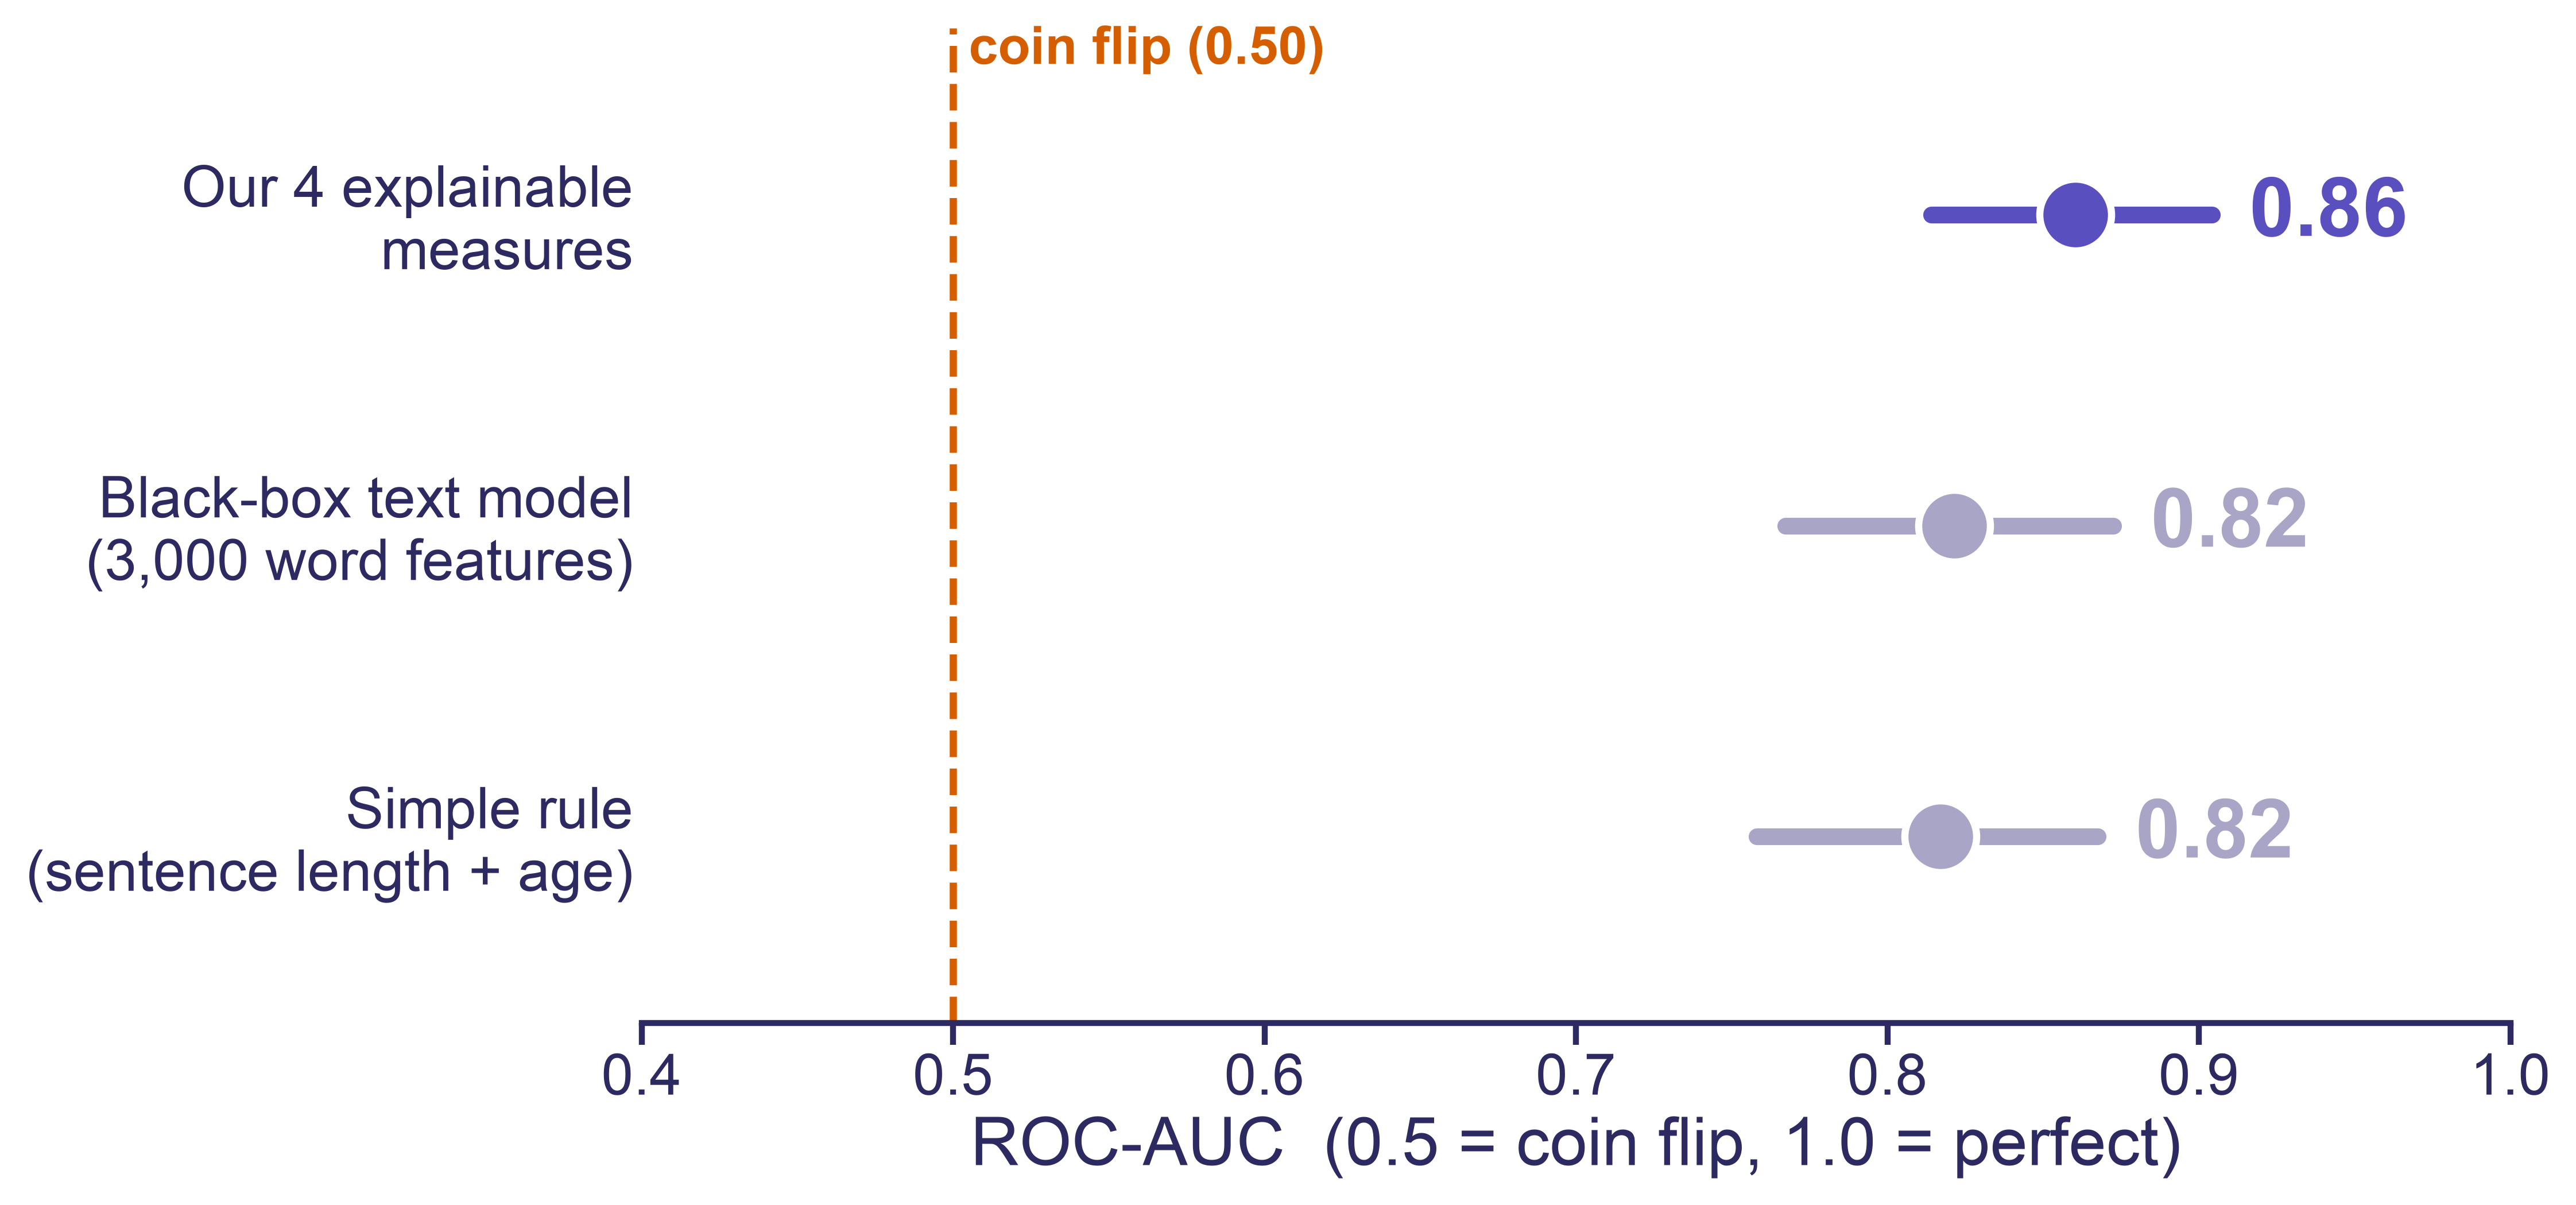 coin flip (0.50)
Our 4 explainable
measures
0.86
Black-box text model
(3,000 word features)
0.82
Simple rule
(sentence length + age)
0.82
0.4 0.5 0.6 0.7 0.8 0.9 1.0
ROC-AUC (0.5 = coin flip, 1.0 = perfect)